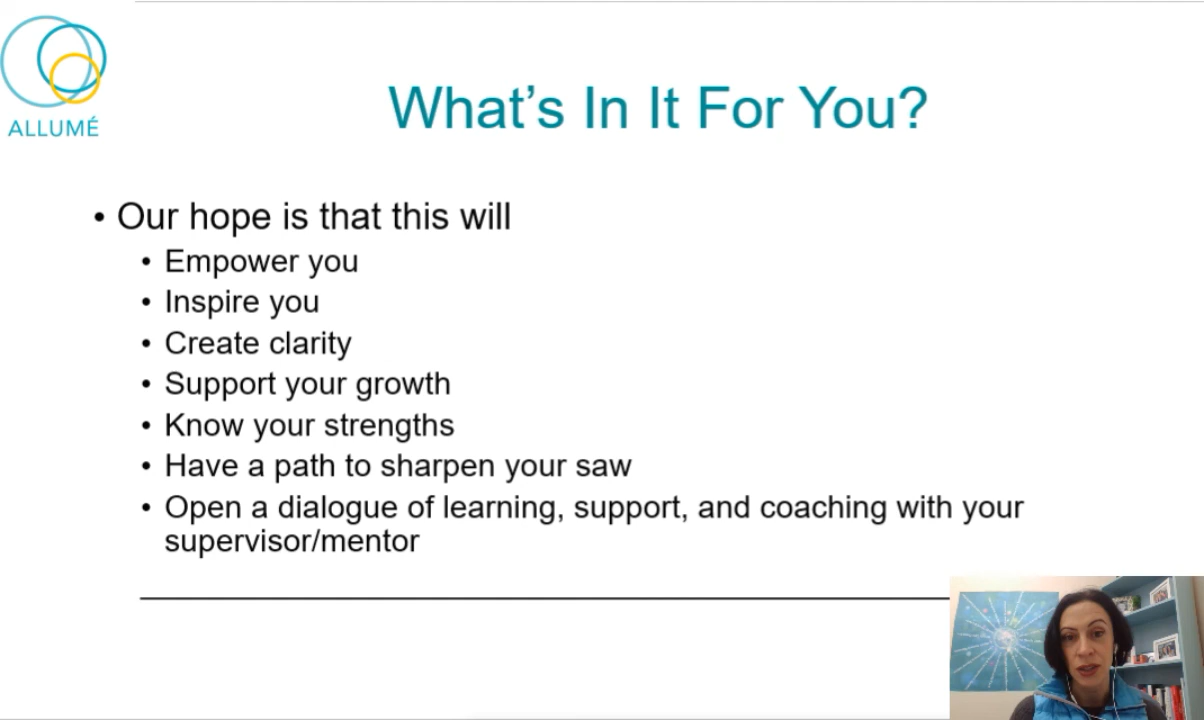 ALLUMÉ
What's In It For You?
• Our hope is that this will
• Empower you
• Inspire you
• Create clarity
• Support your growth
• Know your strengths
• Have a path to sharpen your saw
• Open a dialogue of learning, support, and coaching with your
supervisor/mentor